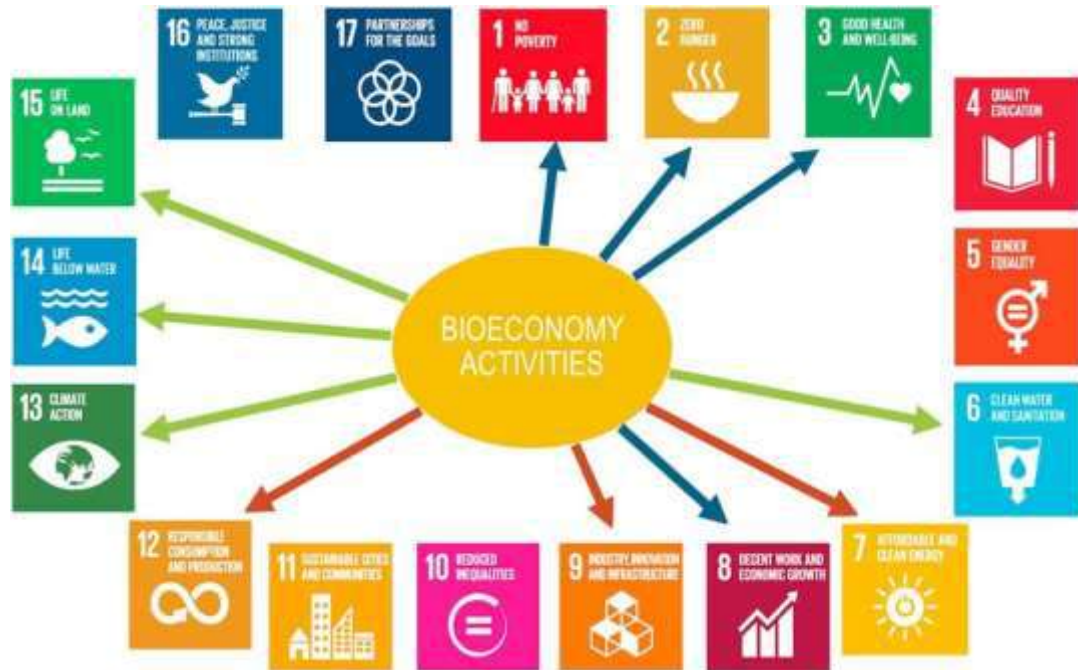 16 PEACE, JUSTICE
AND STRONG
INSTITUTIONS
17 PARTNERSHIPS
FOR THE GOALS
1 NO
POVERTY
2 ZERO
HUNGER
3 GOOD HEALTH
AND WELL-BEING
15 LIFE
ON LAND
4 QUALITY
EDUCATION
14 LIFE
BELOW WATER
5 GENDER
EQUALITY
BIOECONOMY
ACTIVITIES
13 CLIMATE
ACTION
6 CLEAN WATER
AND SANITATION
12 RESPONSIBLE
CONSUMPTION
AND PRODUCTION
11 SUSTAINABLE CITIES
AND COMMUNITIES
10 REDUCED
INEQUALITIES
9 INDUSTRY, INNOVATION
AND INFRASTRUCTURE
8 DECENT WORK AND
ECONOMIC GROWTH
7 AFFORDABLE AND
CLEAN ENERGY